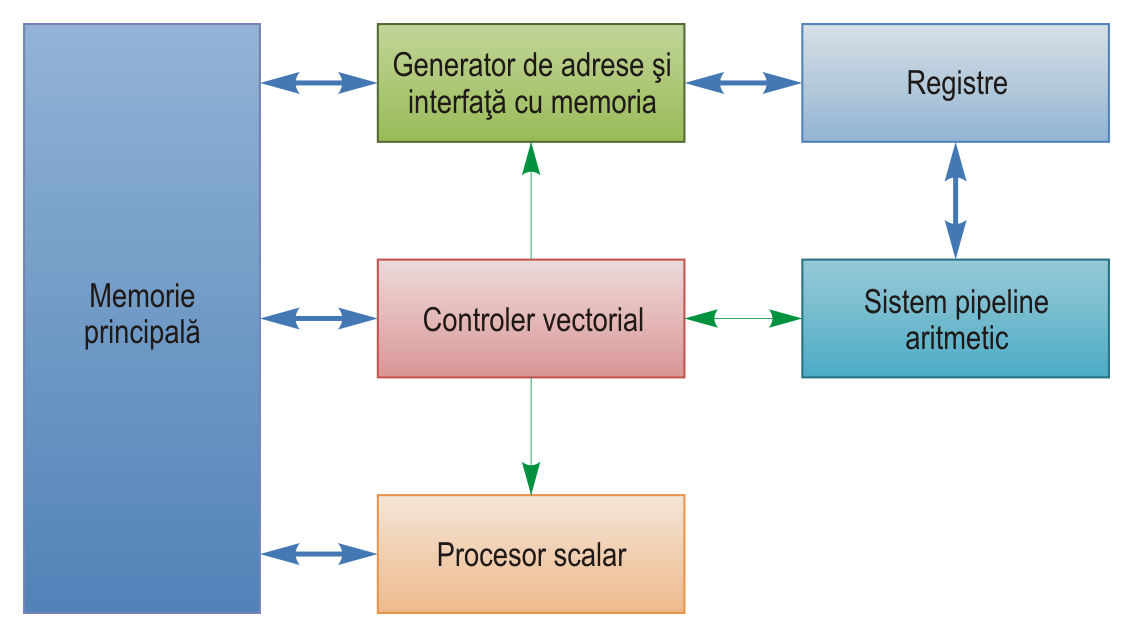 Generator de adrese şi
interfaţă cu memoria
Registre
Memorie
principală
Controler vectorial
Sistem pipeline
aritmetic
Procesor scalar